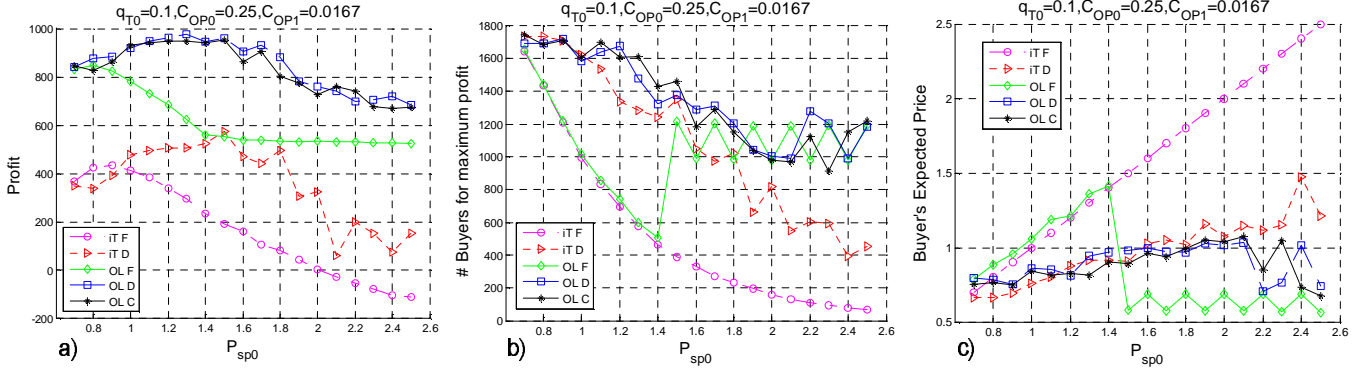 q_T0=0.1,C_OP0=0.25,C_OP1=0.0167
1000
800
600
400
200
0
-200
Profit
iT F
iT D
OL F
OL D
OL C
0.8 1 1.2 1.4 1.6 1.8 2 2.2 2.4 2.6
P_sp0
a)
q_T0=0.1,C_OP0=0.25,C_OP1=0.0167
1800
1600
1400
1200
1000
800
600
400
200
0
# Buyers for maximum profit
iT F
iT D
OL F
OL D
OL C
0.8 1 1.2 1.4 1.6 1.8 2 2.2 2.4 2.6
P_sp0
b)
q_T0=0.1,C_OP0=0.25,C_OP1=0.0167
2.5
2
1.5
1
0.5
Buyer's Expected Price
iT F
iT D
OL F
OL D
OL C
0.8 1 1.2 1.4 1.6 1.8 2 2.2 2.4 2.6
P_sp0
c)